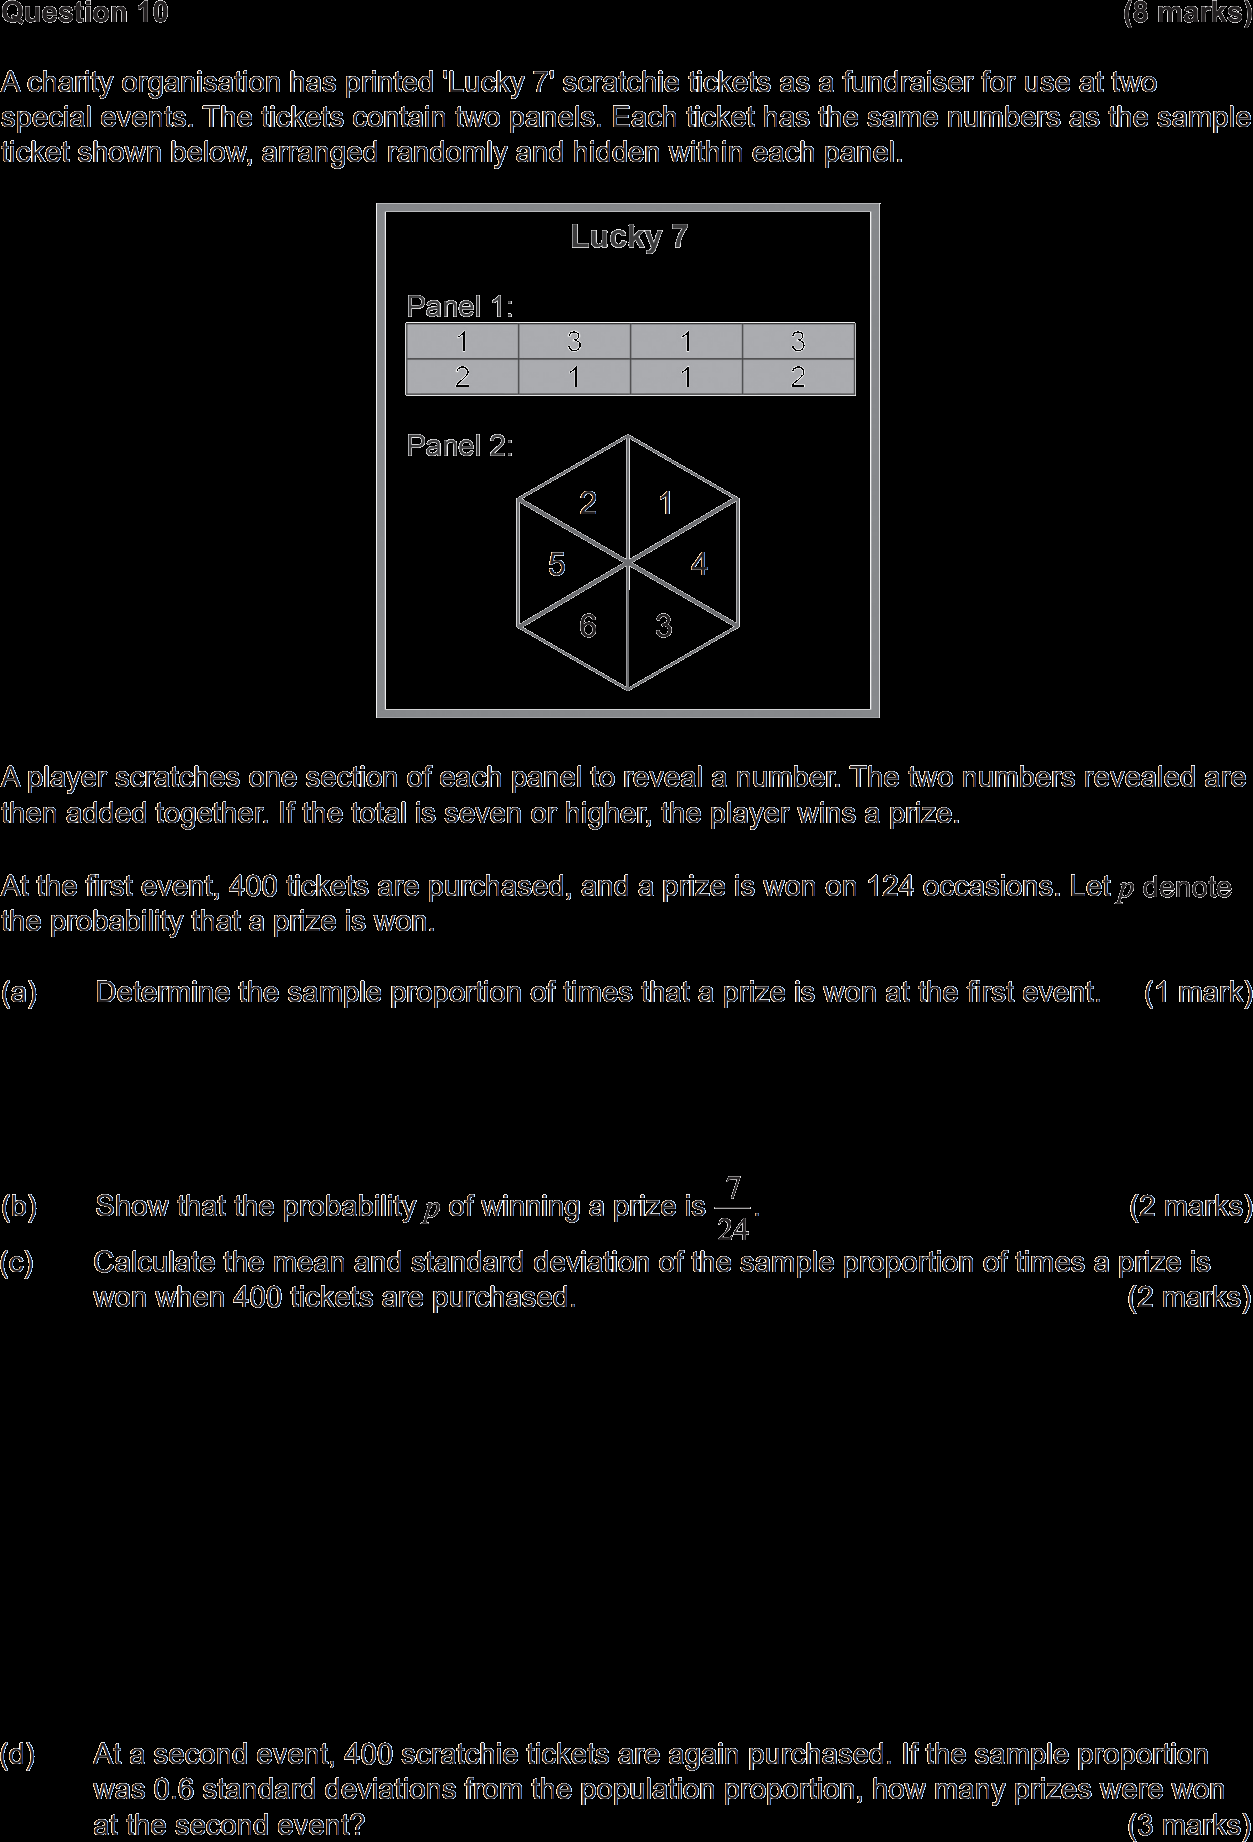 Question 10 (8 marks)
A charity organisation has printed 'Lucky 7' scratchie tickets as a fundraiser for use at two
special events. The tickets contain two panels. Each ticket has the same numbers as the sample
ticket shown below, arranged randomly and hidden within each panel.
Lucky 7
Panel 1:
1 3 1 3
2 1 1 2
Panel 2:
2 1
5 4
6 3
A player scratches one section of each panel to reveal a number. The two numbers revealed are
then added together. If the total is seven or higher, the player wins a prize.
At the first event, 400 tickets are purchased, and a prize is won on 124 occasions. Let p denote
the probability that a prize is won.
(a) Determine the sample proportion of times that a prize is won at the first event. (1 mark)
(b) Show that the probability p of winning a prize is 7/24. (2 marks)
(c) Calculate the mean and standard deviation of the sample proportion of times a prize is
won when 400 tickets are purchased. (2 marks)
(d) At a second event, 400 scratchie tickets are again purchased. If the sample proportion
was 0.6 standard deviations from the population proportion, how many prizes were won
at the second event? (3 marks)